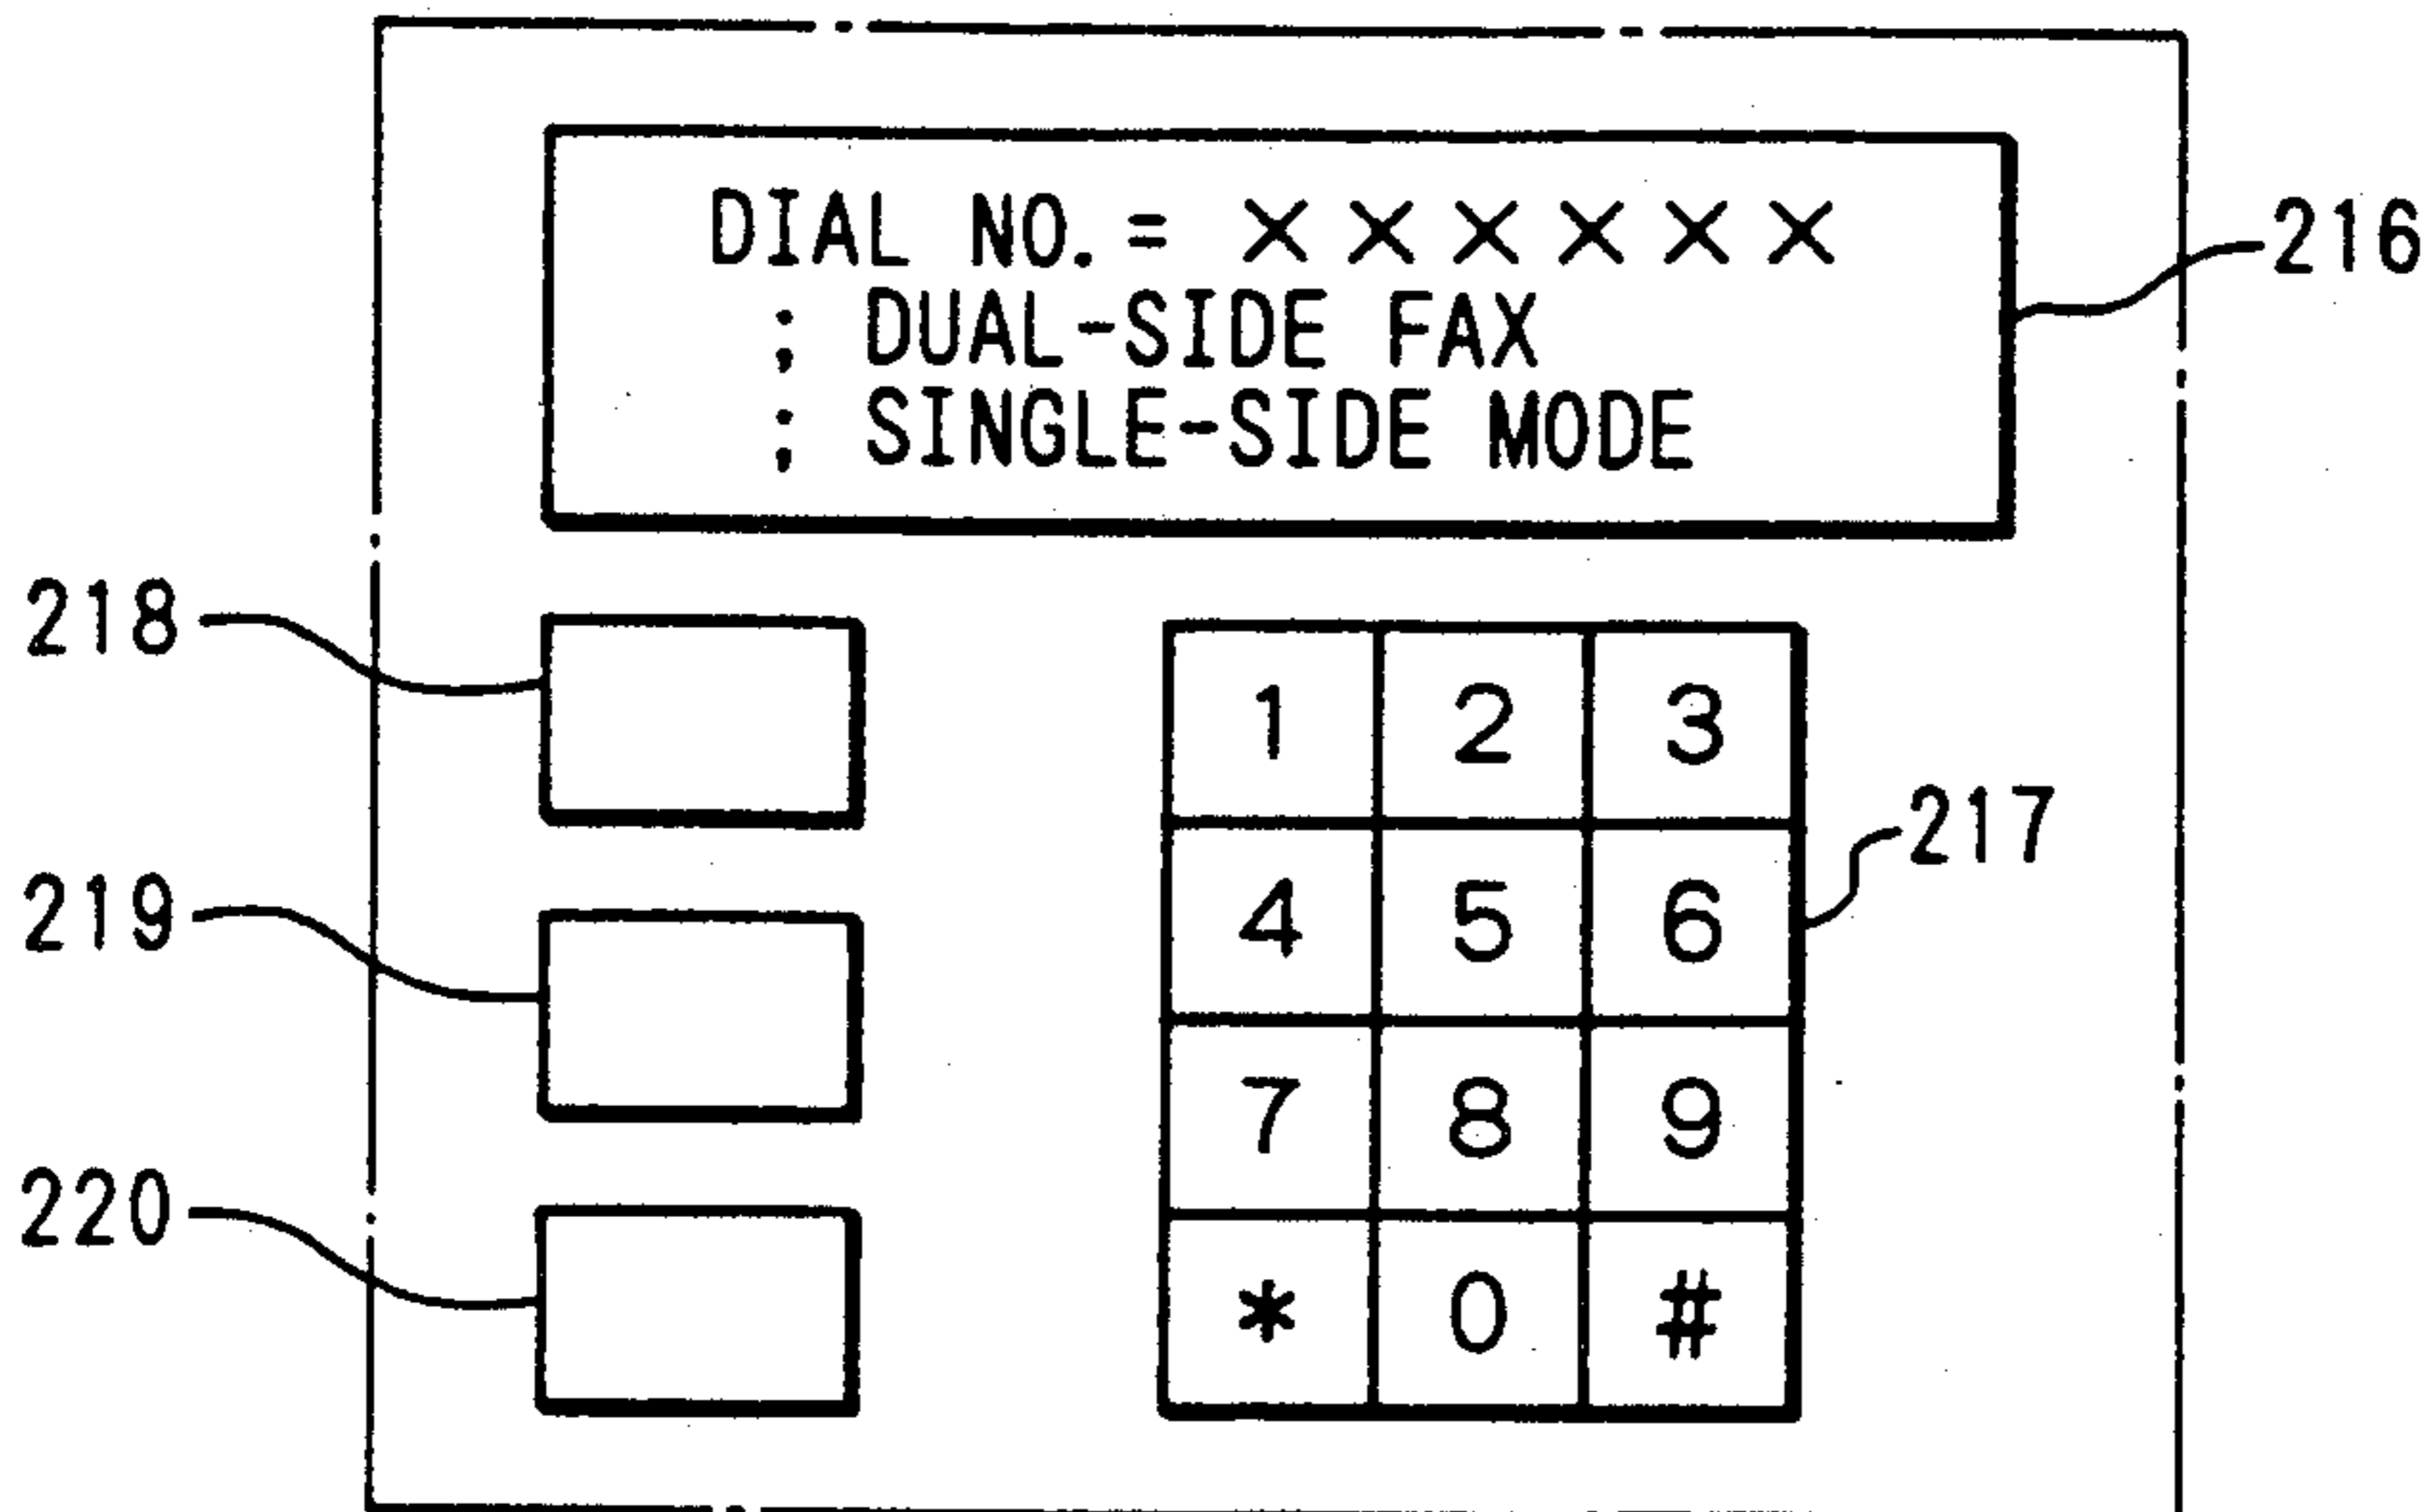 DIAL NO. = ××××××
; DUAL-SIDE FAX
; SINGLE-SIDE MODE
216
218
1 2 3
217
4 5 6
219
7 8 9
220
* 0 #